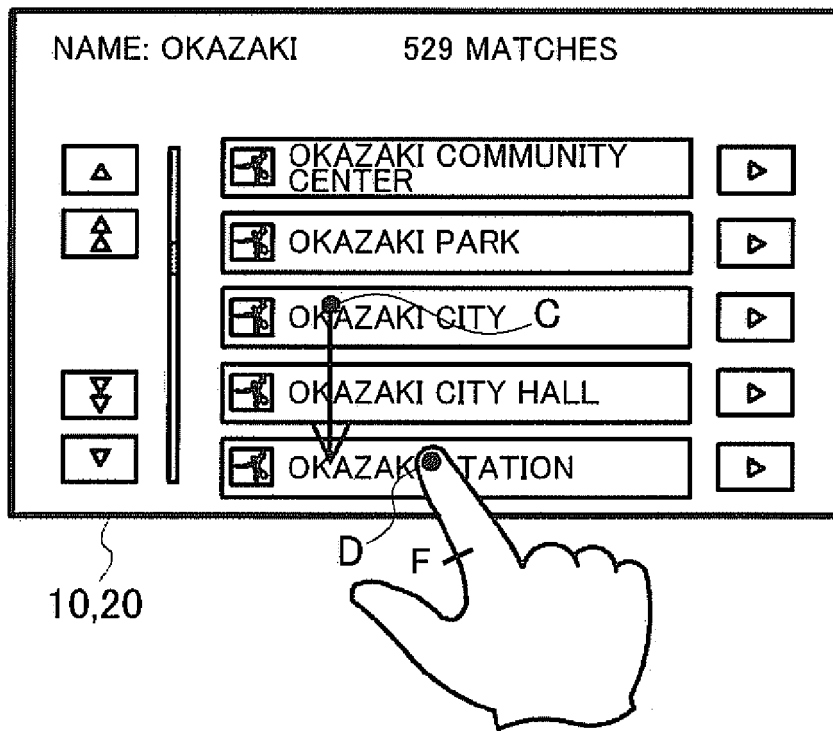 NAME: OKAZAKI 529 MATCHES
OKAZAKI COMMUNITY
CENTER
OKAZAKI PARK
OKAZAKI CITY C
OKAZAKI CITY HALL
OKAZAKI STATION
D F
10,20